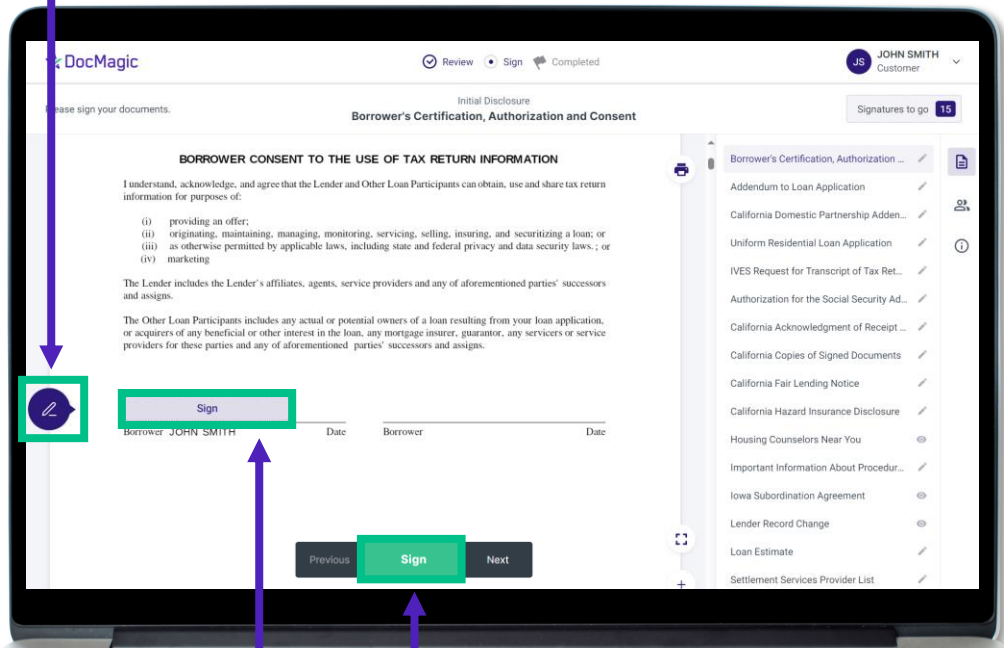 DocMagic
Review Sign Completed
JS
JOHN SMITH
Customer
Please sign your documents.
Initial Disclosure
Borrower's Certification, Authorization and Consent
Signatures to go 15
BORROWER CONSENT TO THE USE OF TAX RETURN INFORMATION
I understand, acknowledge, and agree that the Lender and Other Loan Participants can obtain, use and share tax return
information for purposes of:
(i) providing an offer;
(ii) originating, maintaining, managing, monitoring, servicing, selling, insuring, and securitizing a loan; or
(iii) as otherwise permitted by applicable laws, including state and federal privacy and data security laws. ; or
(iv) marketing
The Lender includes the Lender's affiliates, agents, service providers and any of aforementioned parties' successors
and assigns.
The Other Loan Participants includes any actual or potential owners of a loan resulting from your loan application,
or acquirers of any beneficial or other interest in the loan, any mortgage insurer, guarantor, any servicers or service
providers for these parties and any of aforementioned parties' successors and assigns.
Sign
Borrower JOHN SMITH Date Borrower Date
Previous Sign Next
Borrower's Certification, Authorization ...
Addendum to Loan Application
California Domestic Partnership Adden...
Uniform Residential Loan Application
IVES Request for Transcript of Tax Ret...
Authorization for the Social Security Ad...
California Acknowledgment of Receipt ...
California Copies of Signed Documents
California Fair Lending Notice
California Hazard Insurance Disclosure
Housing Counselors Near You
Important Information About Procedur...
Iowa Subordination Agreement
Lender Record Change
Loan Estimate
Settlement Services Provider List